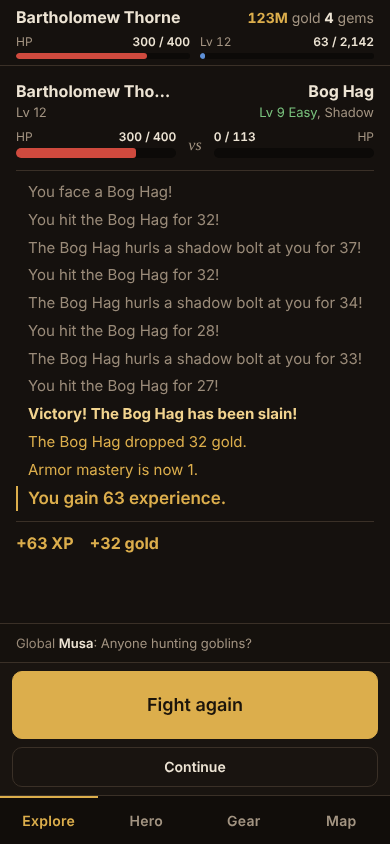 Bartholomew Thorne 123M gold 4 gems
HP 300 / 400 Lv 12 63 / 2,142
Bartholomew Tho... Bog Hag
Lv 12 Lv 9 Easy, Shadow
HP 300 / 400 vs 0 / 113 HP
You face a Bog Hag!
You hit the Bog Hag for 32!
The Bog Hag hurls a shadow bolt at you for 37!
You hit the Bog Hag for 32!
The Bog Hag hurls a shadow bolt at you for 34!
You hit the Bog Hag for 28!
The Bog Hag hurls a shadow bolt at you for 33!
You hit the Bog Hag for 27!
Victory! The Bog Hag has been slain!
The Bog Hag dropped 32 gold.
Armor mastery is now 1.
You gain 63 experience.
+63 XP +32 gold
Global Musa: Anyone hunting goblins?
Fight again
Continue
Explore Hero Gear Map